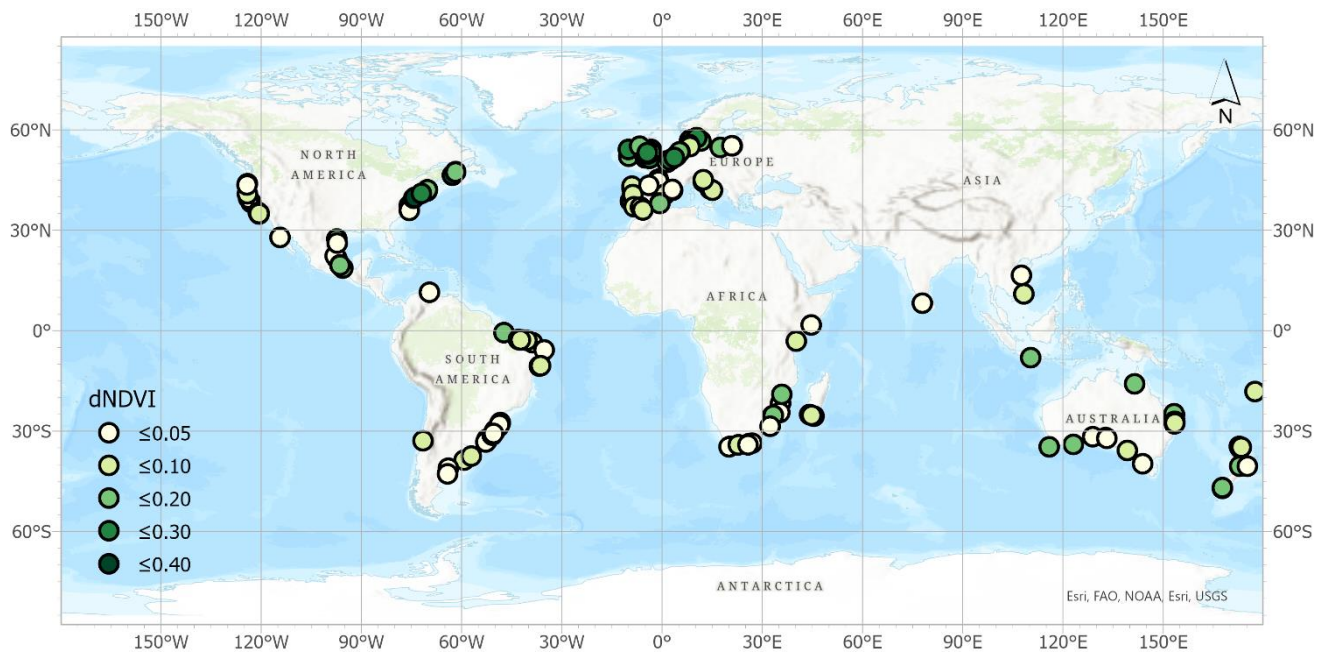 150°W 120°W 90°W 60°W 30°W 0° 30°E 60°E 90°E 120°E 150°E
N
60°N 60°N
NORTH
AMERICA
EUROPE
ASIA
30°N 30°N
AFRICA
0° 0°
SOUTH
AMERICA
dNDVI
≤0.05
≤0.10
≤0.20
≤0.30
≤0.40
AUSTRALIA
30°S 30°S
60°S 60°S
ANTARCTICA
Esri, FAO, NOAA, Esri, USGS
150°W 120°W 90°W 60°W 30°W 0° 30°E 60°E 90°E 120°E 150°E